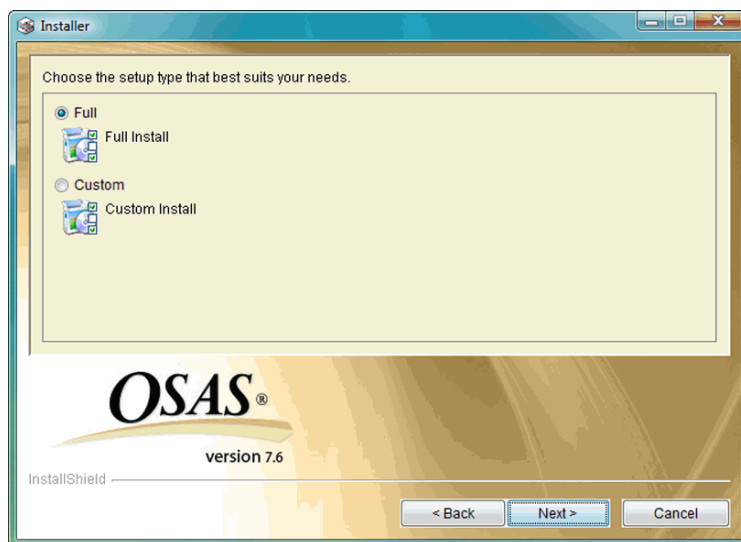 Installer
Choose the setup type that best suits your needs.
Full
Full Install
Custom
Custom Install
OSAS®
version 7.6
InstallShield
< Back
Next >
Cancel